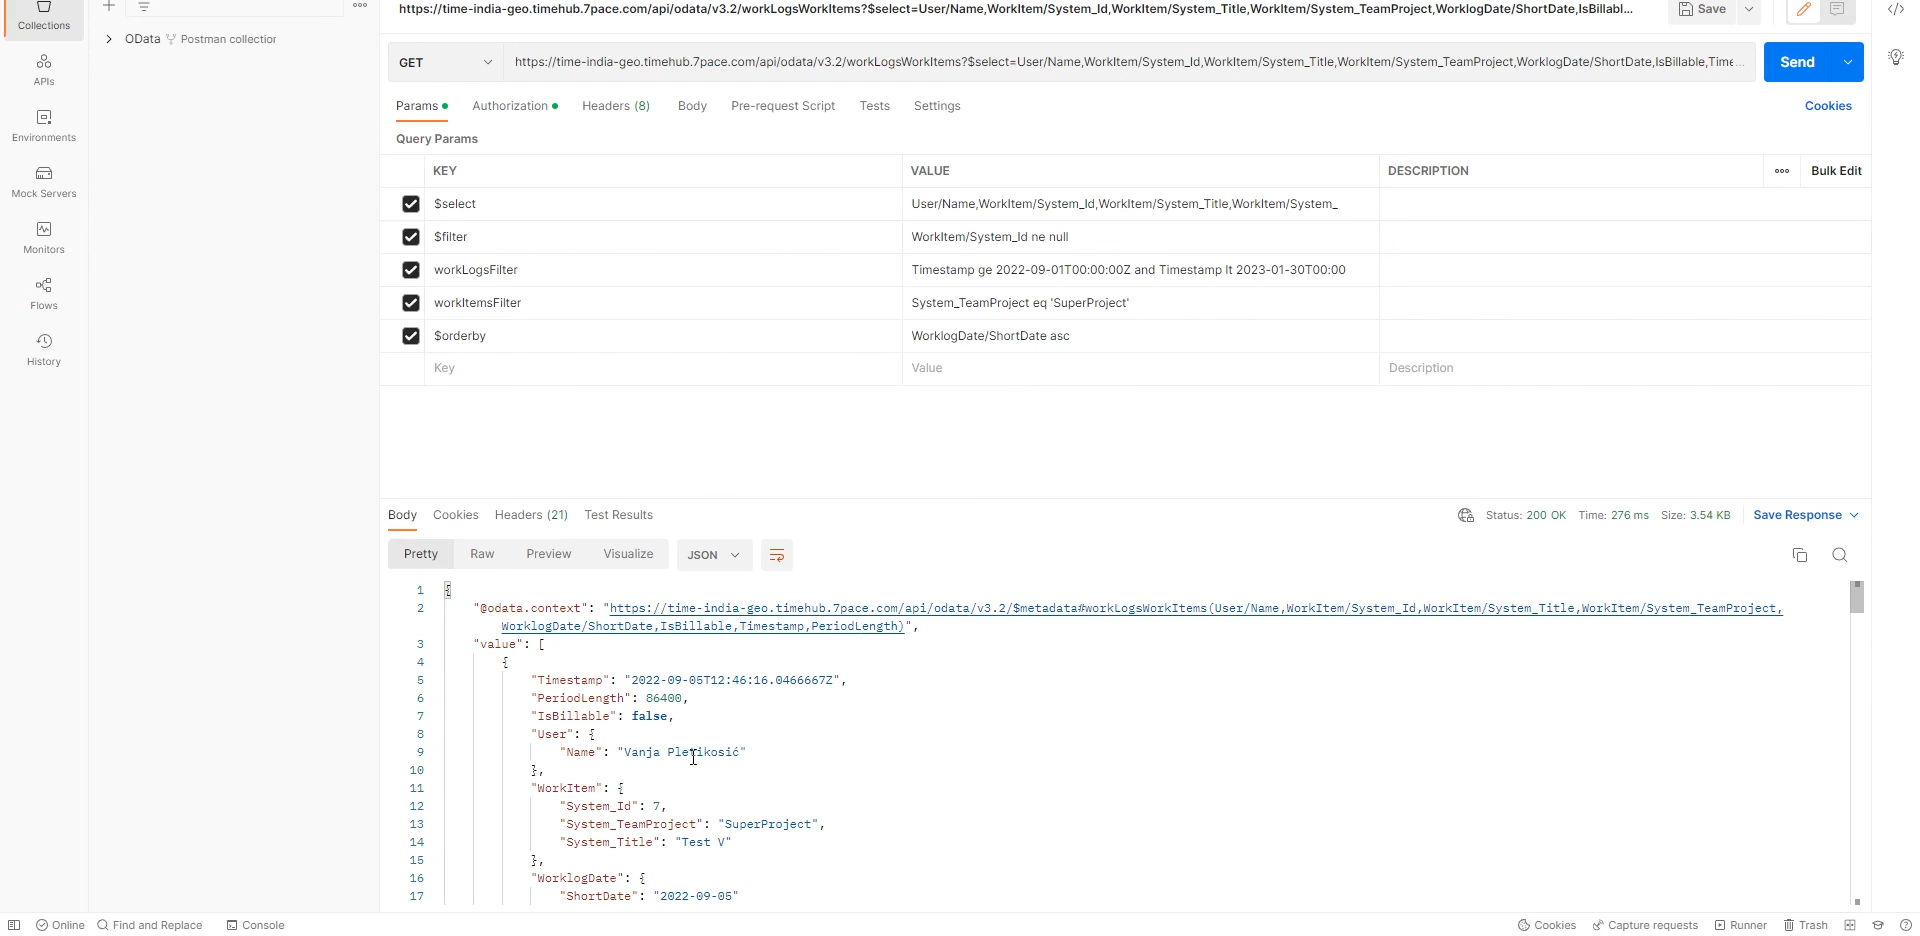 Collections
APIs
Environments
Mock Servers
Monitors
Flows
History
OData Postman collection
https://time-india-geo.timehub.7pace.com/api/odata/v3.2/workLogsWorkItems?$select=User/Name,WorkItem/System_Id,WorkItem/System_Title,WorkItem/System_TeamProject,WorklogDate/ShortDate,IsBillabl...
Save
GET https://time-india-geo.timehub.7pace.com/api/odata/v3.2/workLogsWorkItems?$select=User/Name,WorkItem/System_Id,WorkItem/System_Title,WorkItem/System_TeamProject,WorklogDate/ShortDate,IsBillable,Time... Send
Params Authorization Headers (8) Body Pre-request Script Tests Settings Cookies
Query Params
KEY VALUE DESCRIPTION Bulk Edit
$select User/Name,WorkItem/System_Id,WorkItem/System_Title,WorkItem/System_
$filter WorkItem/System_Id ne null
workLogsFilter Timestamp ge 2022-09-01T00:00:00Z and Timestamp lt 2023-01-30T00:00
workItemsFilter System_TeamProject eq 'SuperProject'
$orderby WorklogDate/ShortDate asc
Key Value Description
Body Cookies Headers (21) Test Results Status: 200 OK Time: 276 ms Size: 3.54 KB Save Response
Pretty Raw Preview Visualize JSON
1 {
2 "@odata.context": "https://time-india-geo.timehub.7pace.com/api/odata/v3.2/$metadata#workLogsWorkItems(User/Name,WorkItem/System_Id,WorkItem/System_Title,WorkItem/System_TeamProject,
WorklogDate/ShortDate,IsBillable,Timestamp,PeriodLength)",
3 "value": [
4 {
5 "Timestamp": "2022-09-05T12:46:16.0466667Z",
6 "PeriodLength": 86400,
7 "IsBillable": false,
8 "User": {
9 "Name": "Vanja
10 },
11 "WorkItem": {
12 "System_Id": 7,
13 "System_TeamProject": "SuperProject",
14 "System_Title": "Test V"
15 },
16 "WorklogDate": {
17 "ShortDate": "2022-09-05"
Online Find and Replace Console Cookies Capture requests Runner Trash